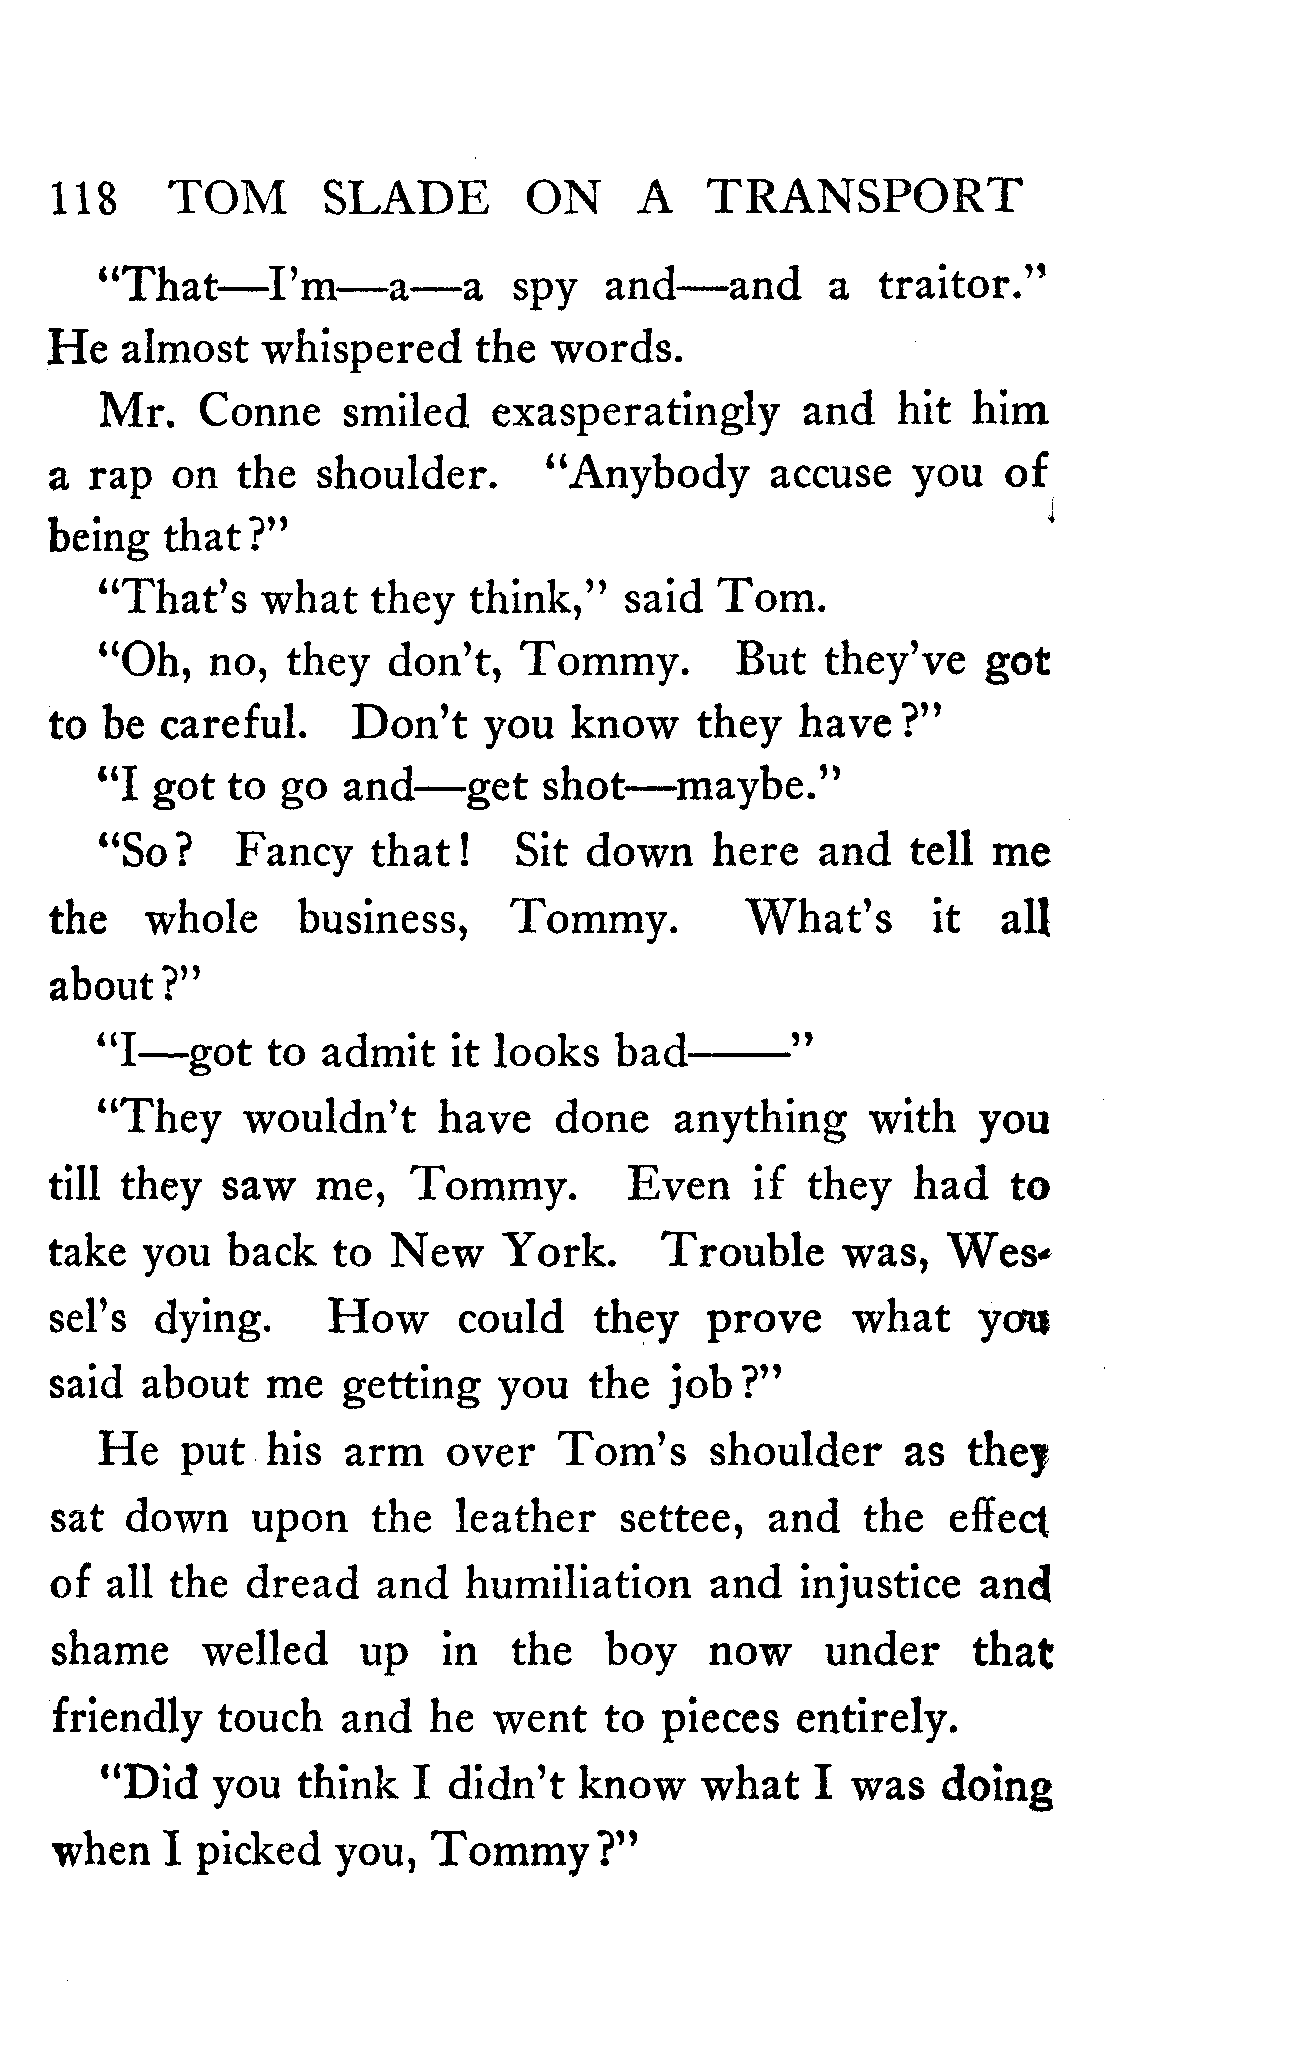 118 TOM SLADE ON A TRANSPORT
“That—I’m—a—a spy and—and a traitor.”
He almost whispered the words.
Mr. Conne smiled exasperatingly and hit him
a rap on the shoulder. “Anybody accuse you of
being that?”
“That’s what they think,” said Tom.
“Oh, no, they don’t, Tommy. But they’ve got
to be careful. Don’t you know they have?”
“I got to go and—get shot—maybe.”
“So? Fancy that! Sit down here and tell me
the whole business, Tommy. What’s it all
about?”
“I—got to admit it looks bad——”
“They wouldn’t have done anything with you
till they saw me, Tommy. Even if they had to
take you back to New York. Trouble was, Wes-
sel’s dying. How could they prove what you
said about me getting you the job?”
He put his arm over Tom’s shoulder as they
sat down upon the leather settee, and the effect
of all the dread and humiliation and injustice and
shame welled up in the boy now under that
friendly touch and he went to pieces entirely.
“Did you think I didn’t know what I was doing
when I picked you, Tommy?”